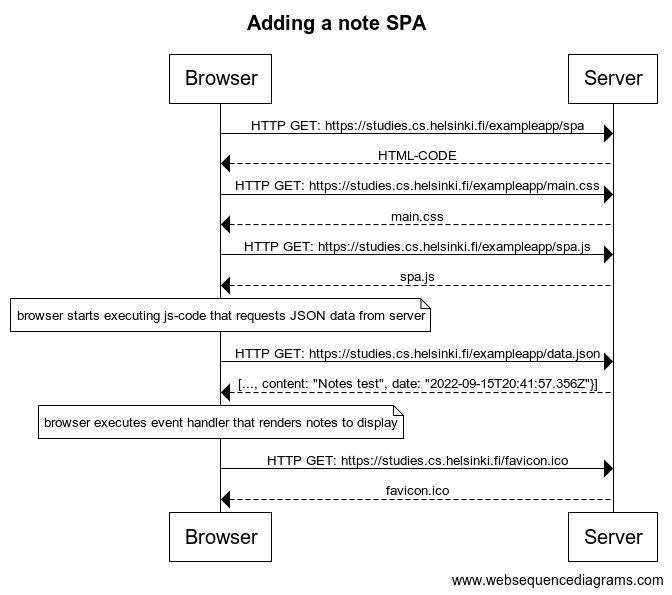 Adding a note SPA
Browser
Server
HTTP GET: https://studies.cs.helsinki.fi/exampleapp/spa
HTML-CODE
HTTP GET: https://studies.cs.helsinki.fi/exampleapp/main.css
main.css
HTTP GET: https://studies.cs.helsinki.fi/exampleapp/spa.js
spa.js
browser starts executing js-code that requests JSON data from server
HTTP GET: https://studies.cs.helsinki.fi/exampleapp/data.json
[..., content: "Notes test", date: "2022-09-15T20:41:57.356Z"}]
browser executes event handler that renders notes to display
HTTP GET: https://studies.cs.helsinki.fi/favicon.ico
favicon.ico
Browser
Server
www.websequencediagrams.com